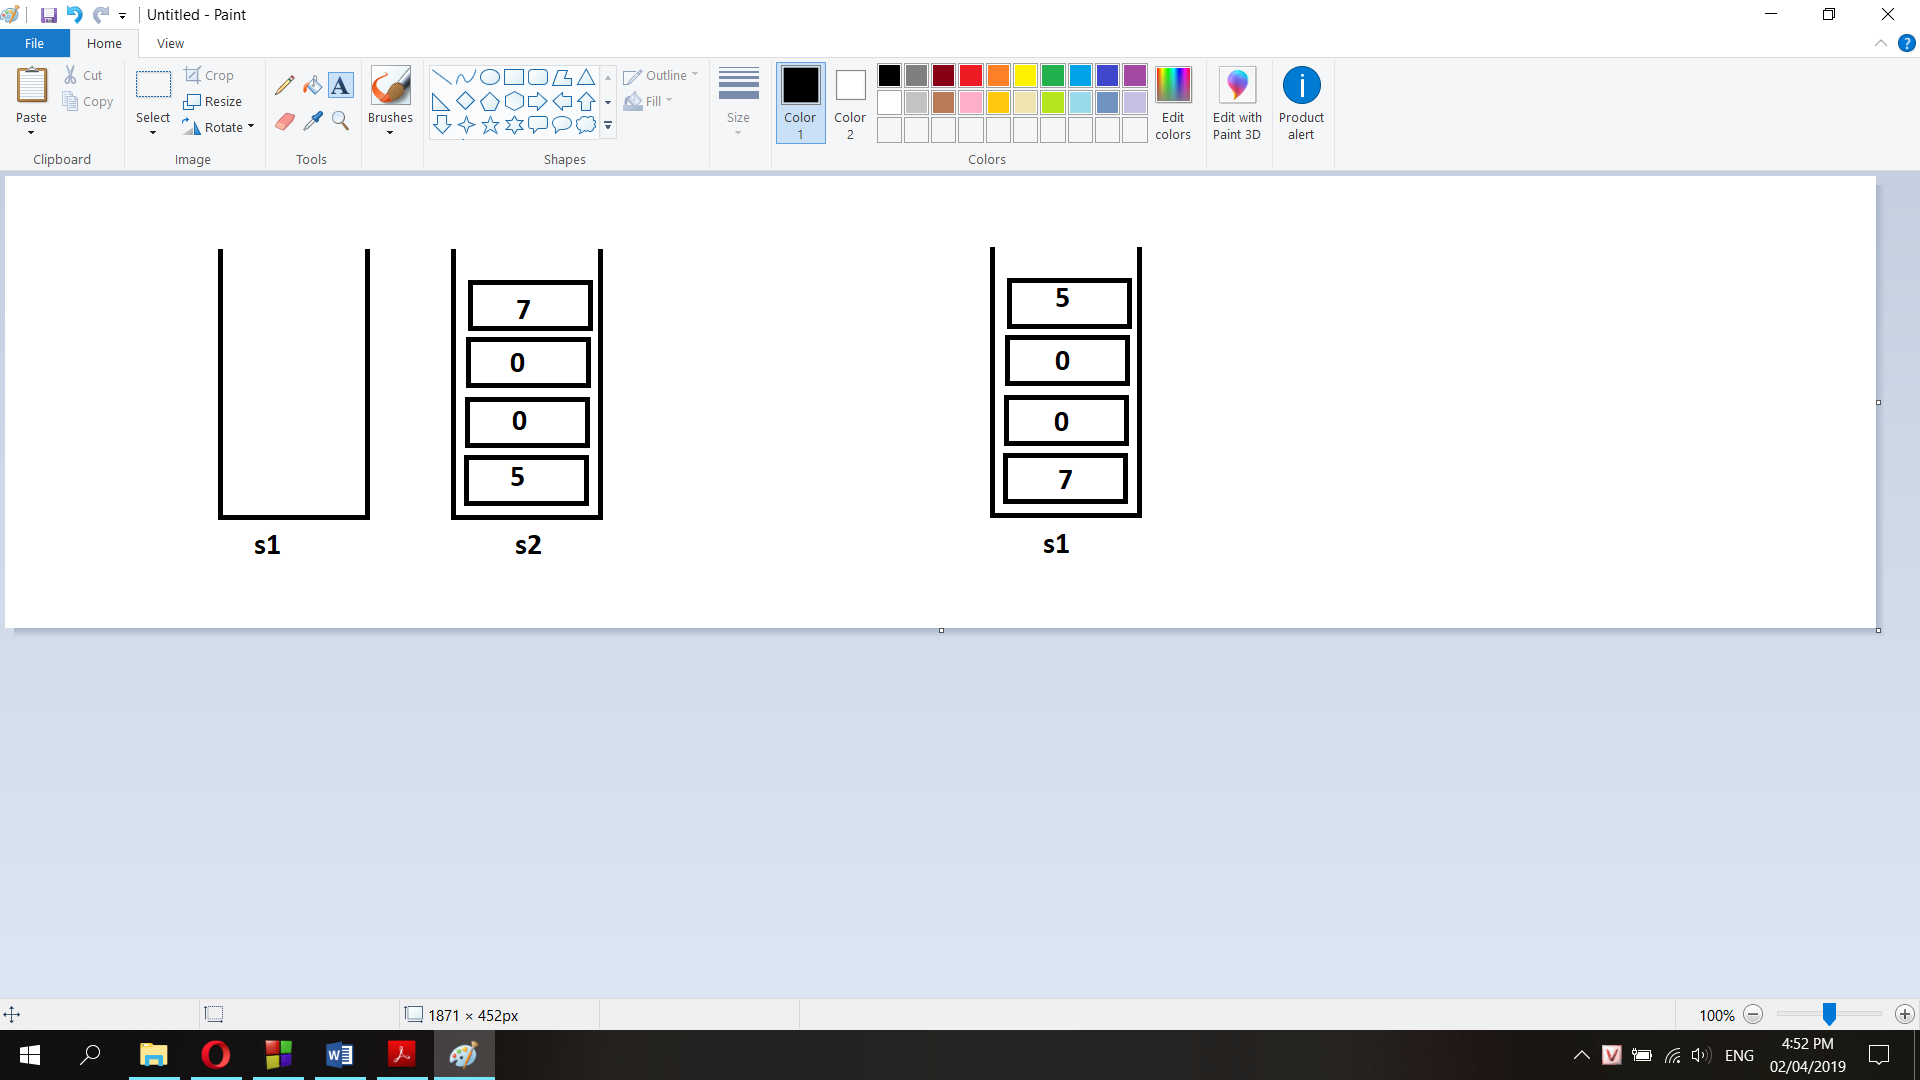 Untitled - Paint
File Home View
Paste
Cut
Copy
Clipboard
Select
Crop
Resize
Rotate
Image
A
Tools
Brushes
Outline
Fill
Shapes
Size
Color
1
Color
2
Colors
Edit
colors
Edit with
Paint 3D
Product
alert
7
0
0
5
s1
s2
5
0
0
7
s1
1871 × 452px
100%
ENG
4:52 PM
02/04/2019